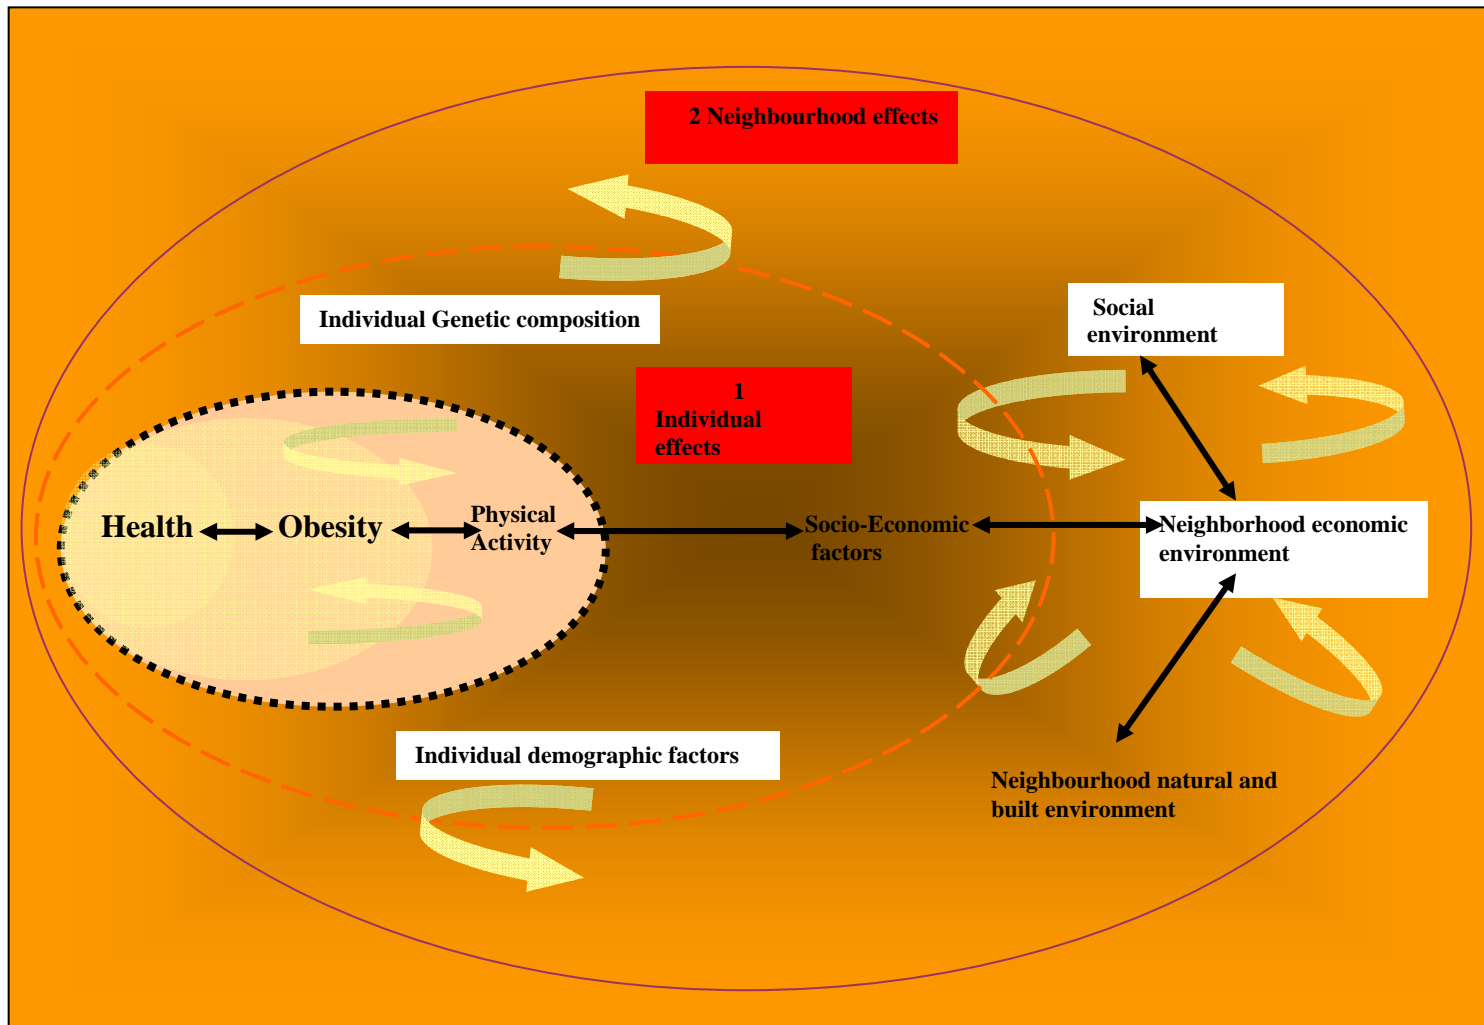 2 Neighbourhood effects
Individual Genetic composition
Social
environment
1
Individual
effects
Health
Obesity
Physical
Activity
Socio-Economic
factors
Neighborhood economic
environment
Individual demographic factors
Neighbourhood natural and
built environment